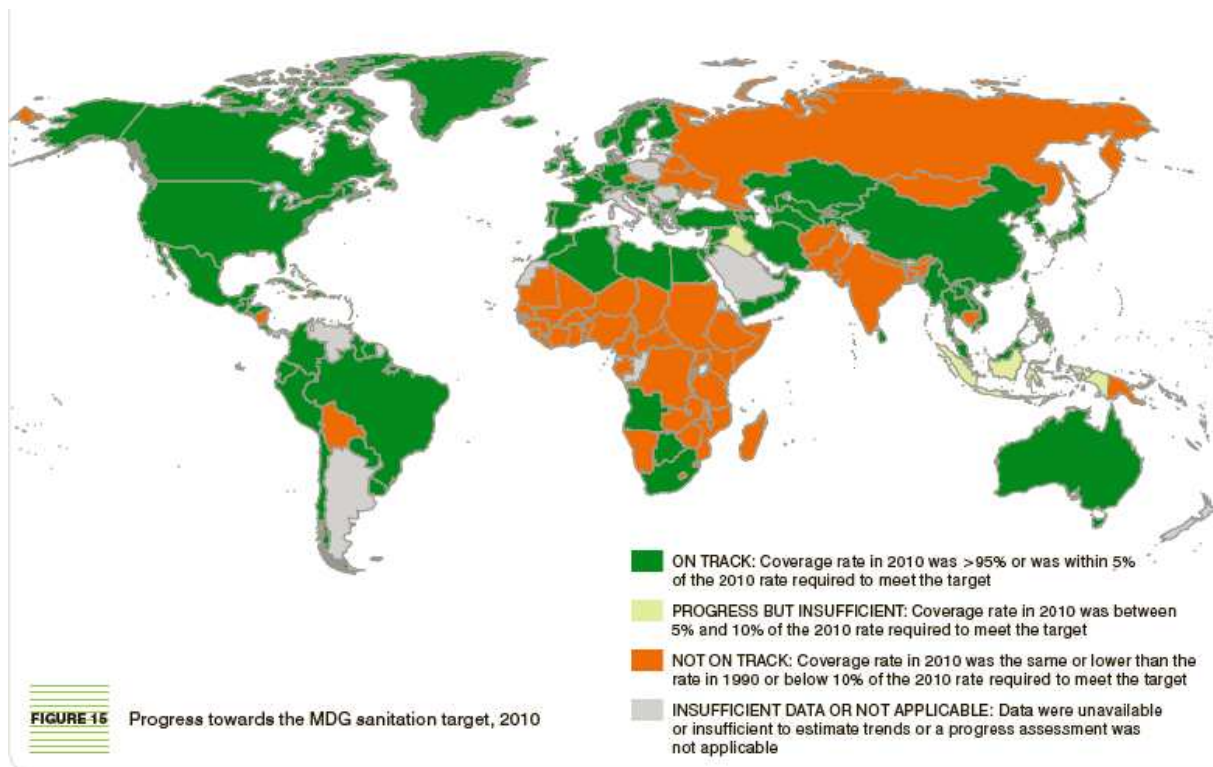 ON TRACK: Coverage rate in 2010 was >95% or was within 5%
of the 2010 rate required to meet the target
PROGRESS BUT INSUFFICIENT: Coverage rate in 2010 was between
5% and 10% of the 2010 rate required to meet the target
NOT ON TRACK: Coverage rate in 2010 was the same or lower than the
rate in 1990 or below 10% of the 2010 rate required to meet the target
INSUFFICIENT DATA OR NOT APPLICABLE: Data were unavailable
or insufficient to estimate trends or a progress assessment was
not applicable
FIGURE 15 Progress towards the MDG sanitation target, 2010